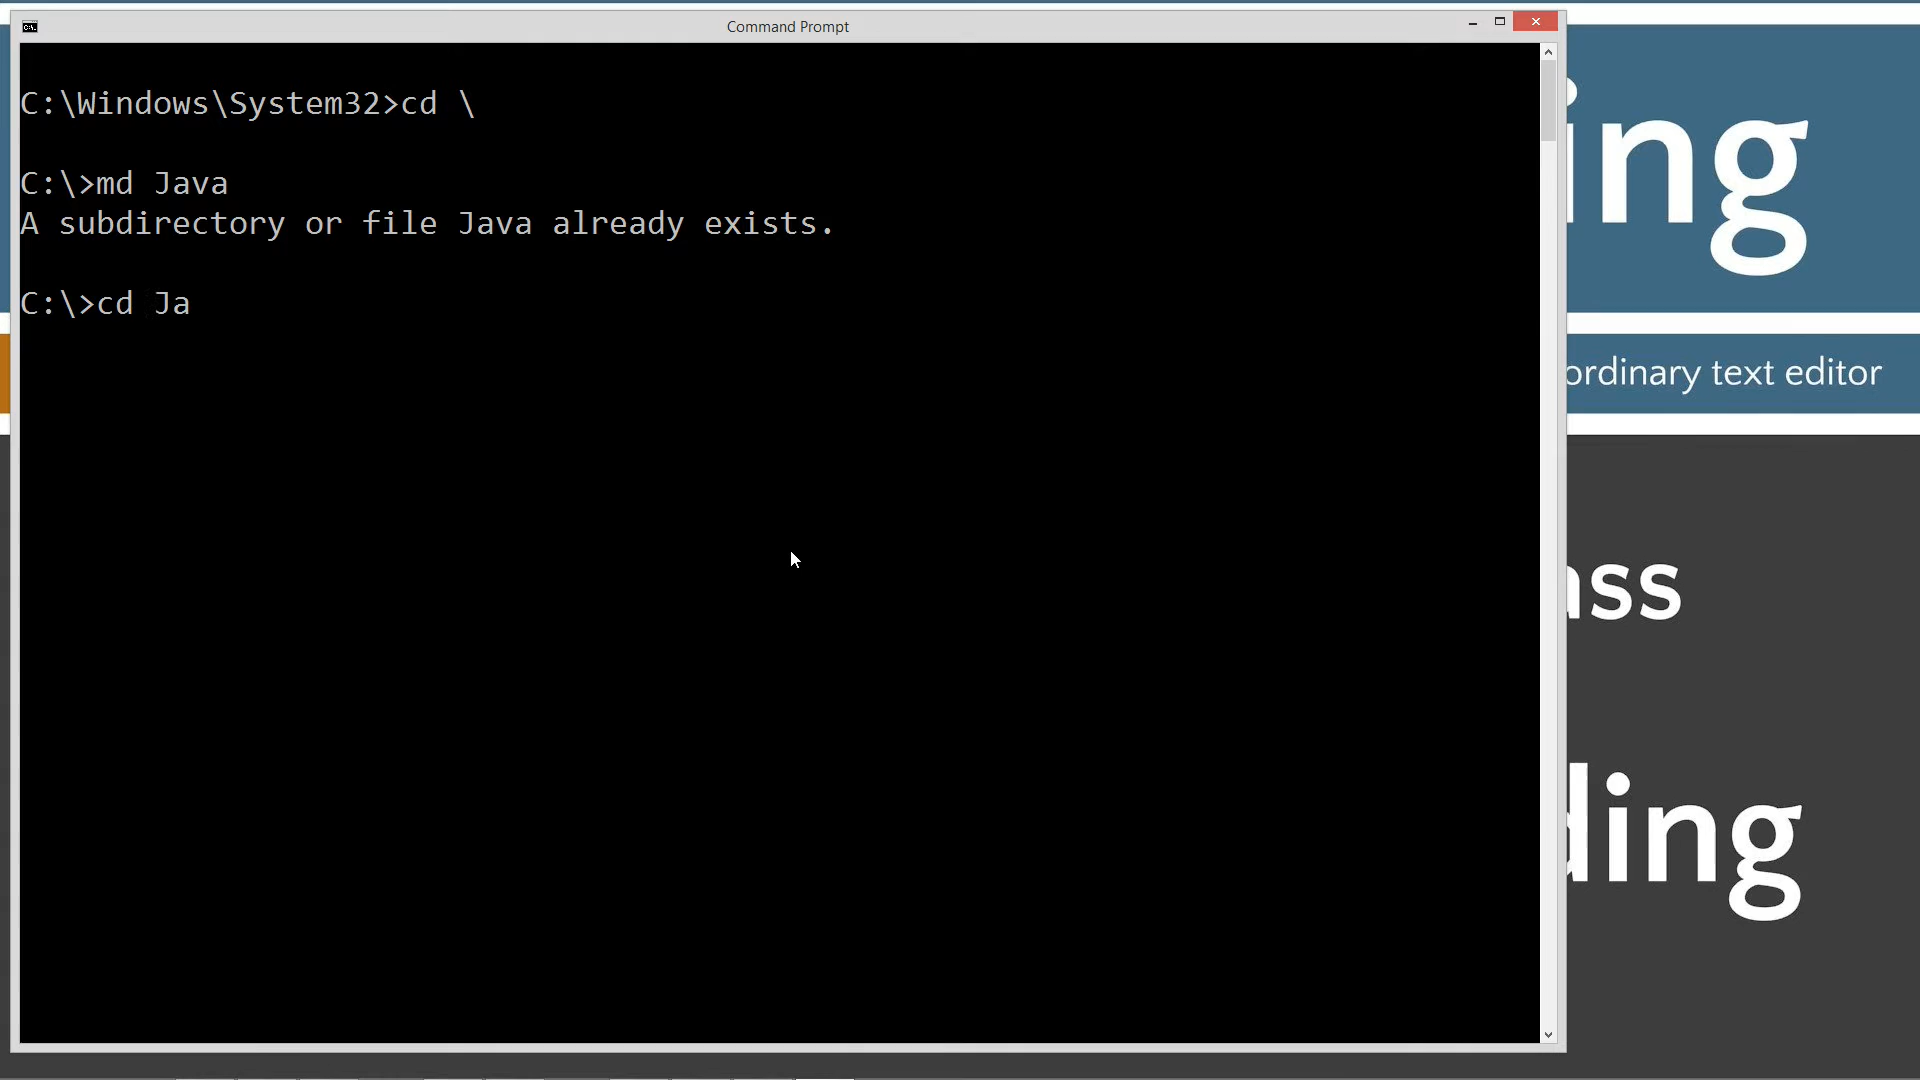 Command Prompt
C:\Windows\System32>cd \
C:\>md Java
A subdirectory or file Java already exists.
C:\>cd Ja
ing
ordinary text editor
ass
ding